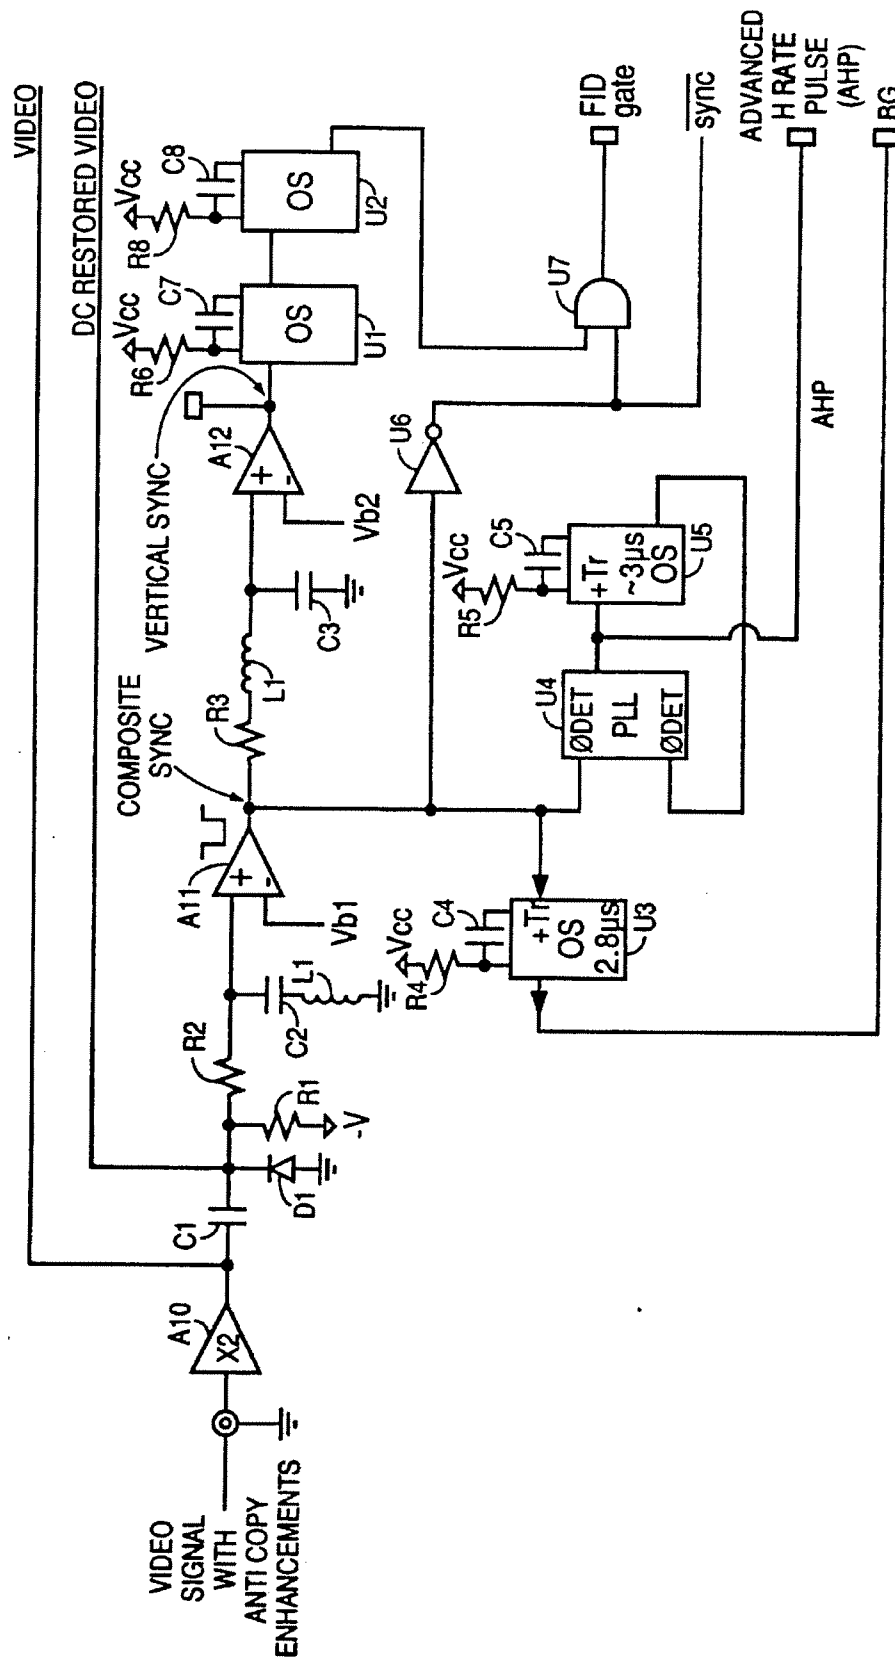 VIDEO
SIGNAL
WITH
ANTI COPY
ENHANCEMENTS
A10
X2
C1
D1
R1
-V
R2
C2
L1
VIDEO
DC RESTORED VIDEO
A11
+
-
Vb1
COMPOSITE
SYNC
R3
L1
C3
VERTICAL SYNC
A12
+
-
Vb2
R6
Vcc
C7
OS
U1
R8
Vcc
C8
OS
U2
U6
U7
FID
gate
sync
R4
Vcc
C4
+Tr
OS
2.8µs
U3
U4
ØDET
PLL
ØDET
R5
Vcc
C5
+Tr
~3µs
OS
U5
AHP
ADVANCED
H RATE
PULSE
(AHP)
RG